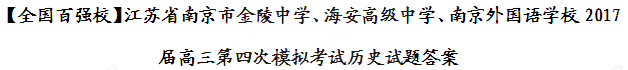 【全国百强校】江苏省南京市金陵中学、海安高级中学、南京外国语学校 2017
届高三第四次模拟考试历史试题答案